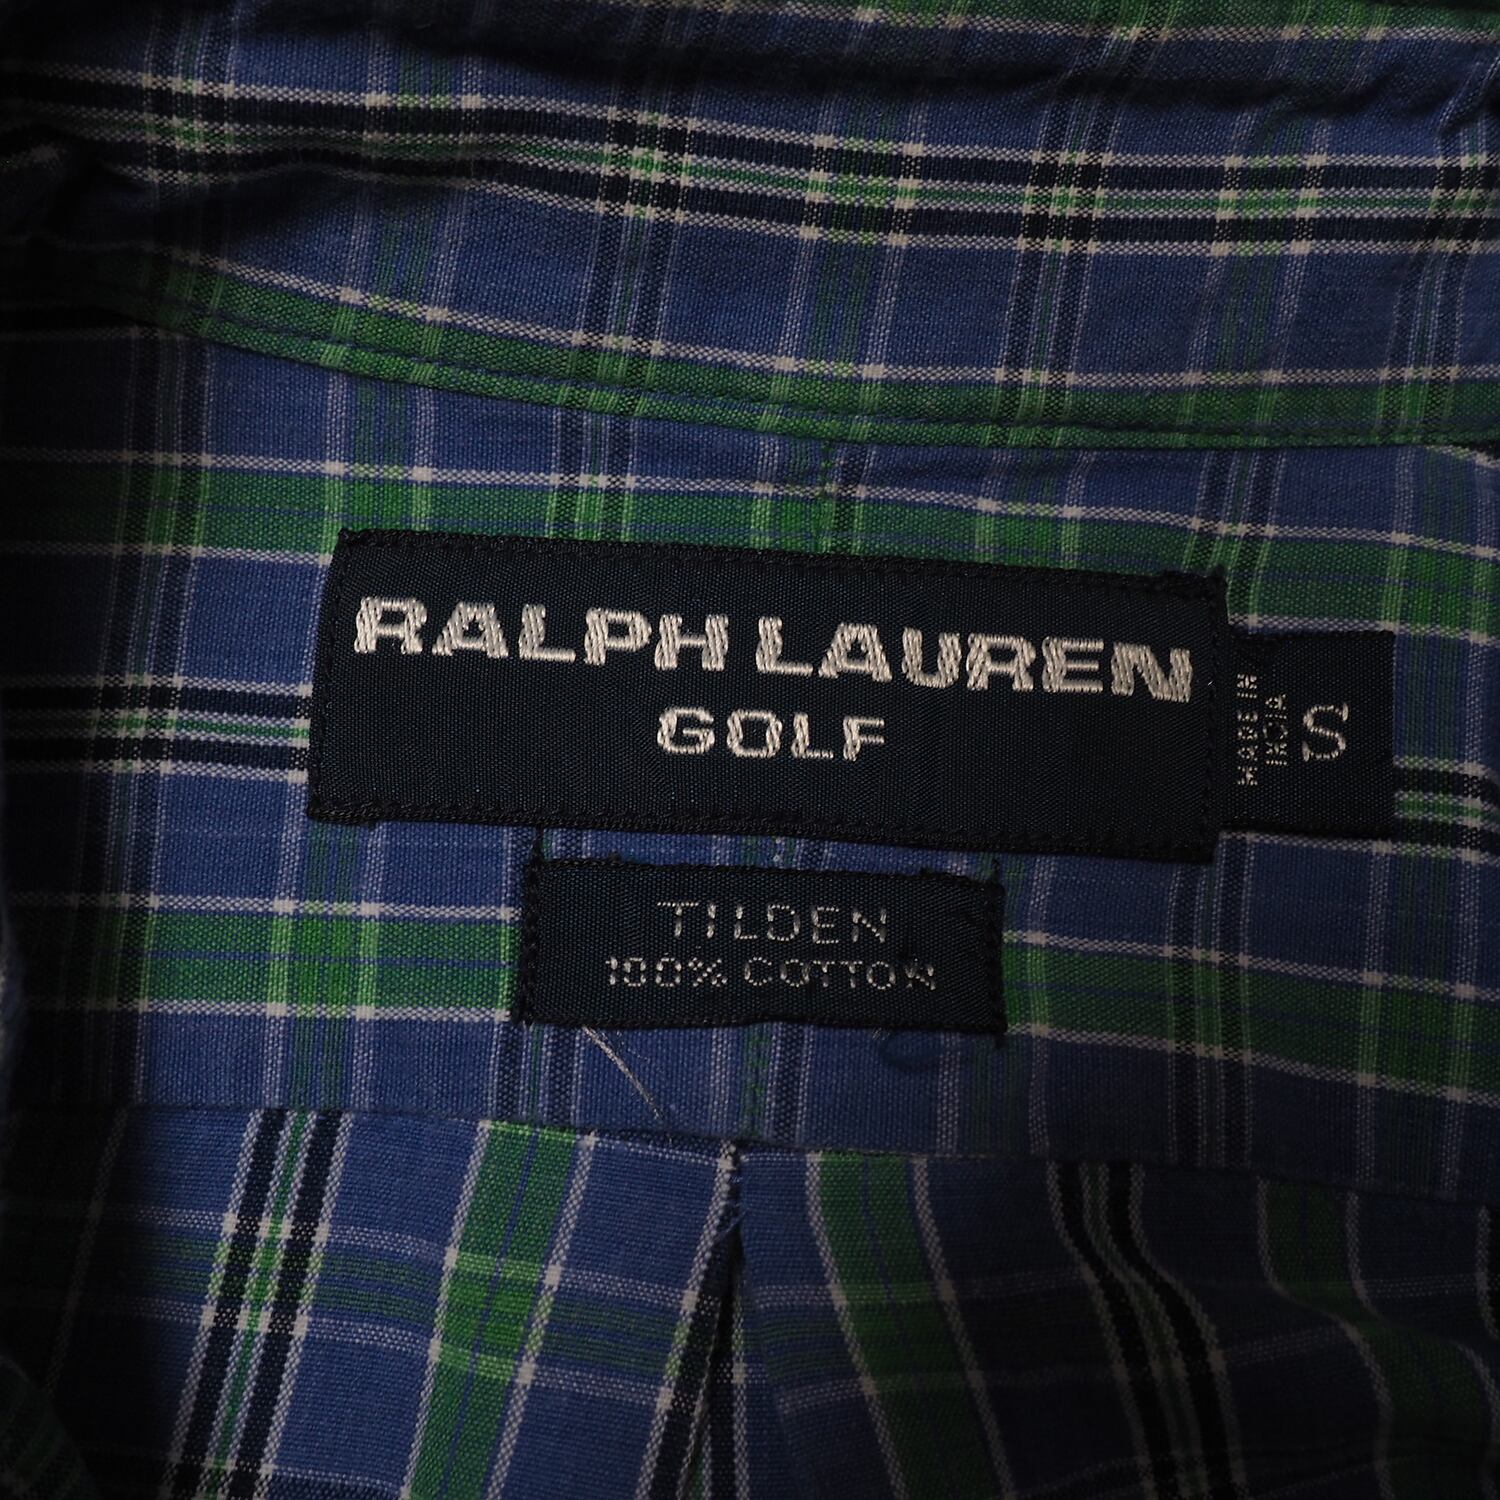 RALPH LAUREN
GOLF
MADE IN
INDIA
S
TILDEN
100% COTTON